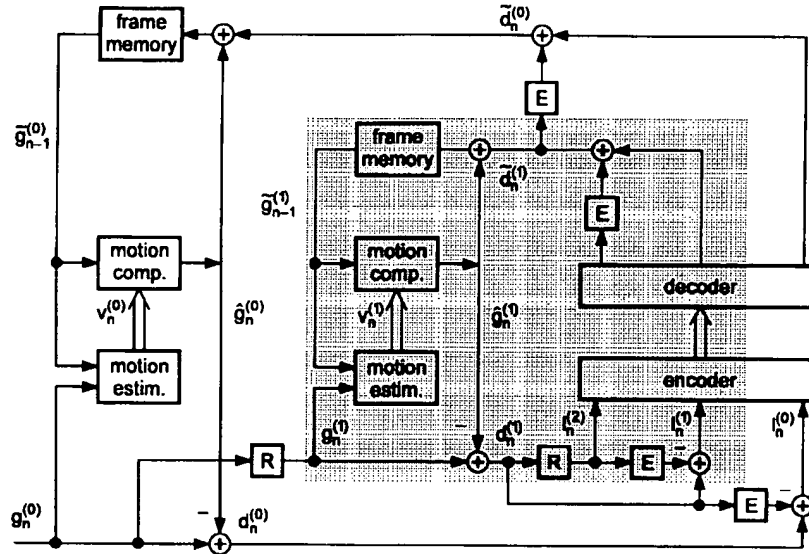 frame memory
d̃ₙ⁽⁰⁾
E
g̃ₙ₋₁⁽⁰⁾
frame memory
d̃ₙ⁽¹⁾
g̃ₙ₋₁⁽¹⁾
E
motion comp.
ĝₙ⁽⁰⁾
vₙ⁽⁰⁾
motion estim.
motion comp.
ĝₙ⁽¹⁾
vₙ⁽¹⁾
motion estim.
decoder
encoder
gₙ⁽¹⁾
dₙ⁽¹⁾
lₙ⁽²⁾
lₙ⁽¹⁾
lₙ⁽⁰⁾
R
R
E
E
gₙ⁽⁰⁾
dₙ⁽⁰⁾